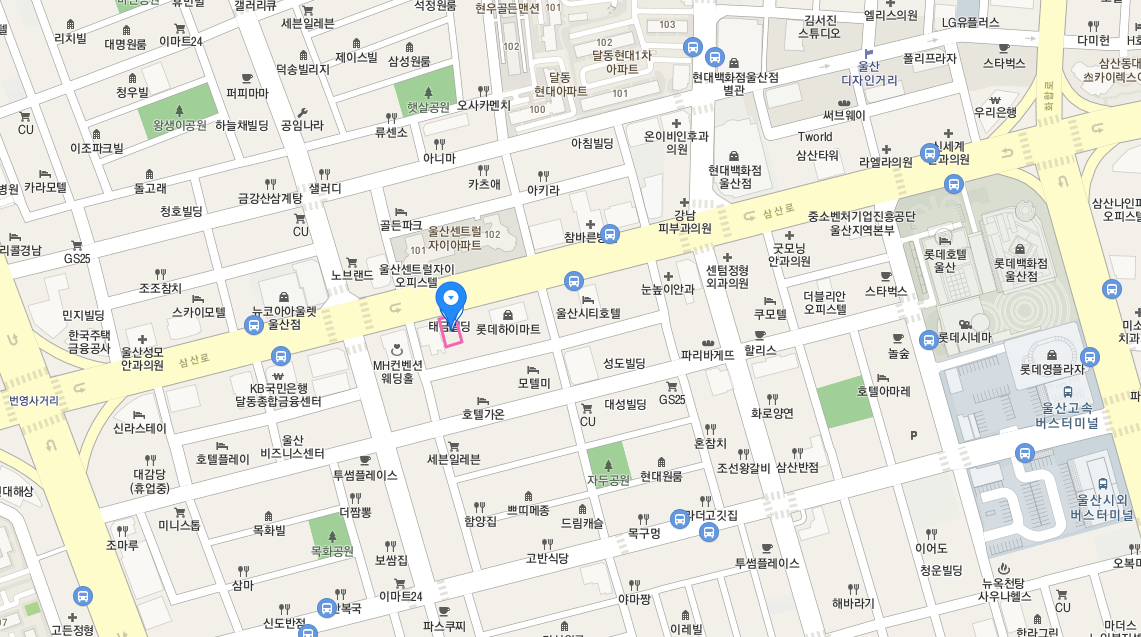 현우골든맨션 101
갤러리큐
석정원룸
세븐일레븐
리치빌
대명원룸
이마트24
제이스빌
삼성원룸
덕송빌리지
청우빌
퍼피마마
왕생이공원
하늘채빌딩
공임나라
햇살공원
오사카멘치
류센소
CU
이조파크빌
아니마
102
102
달동현대1차
아파트
103
달동
현대아파트
101
100
현대백화점울산점
별관
김서진
스튜디오
엘리스의원
LG유플러스
울산
디자인거리
폴리프라자
스타벅스
다미헌
우리은행
화합로
써브웨이
Tworld
삼산타워
라엘라의원
온이비인후과
의원
아침빌딩
현대백화점
울산점
카라모텔
돌고래
금강산삼계탕
샐러디
청호빌딩
CU
카츠애
아키라
골든파크
울산센트럴
자이아파트
101
102
강남
피부과의원
삼산로
중소벤처기업진흥공단
울산지역본부
굿모닝
안과의원
센텀정형
외과의원
눈높이안과
롯데호텔
울산
롯데백화점
울산점
GS25
노브랜드
울산센트럴자이
오피스텔
조조참치
스카이모텔
민지빌딩
뉴코아아울렛
울산점
한국주택
금융공사
울산성모
안과의원
삼산로
롯데하이마트
울산시티호텔
쿠모텔
더블리안
오피스텔
스타벅스
롯데시네마
놀숲
롯데영플라자
MH컨벤션
웨딩홀
모텔미
성도빌딩
파리바게뜨
할리스
번영사거리
KB국민은행
달동종합금융센터
호텔가온
대성빌딩
GS25
CU
화로양연
호텔아마레
울산고속
버스터미널
신라스테이
호텔플레이
울산
비즈니스센터
세븐일레븐
투썸플레이스
혼참치
P
대감당
(휴업중)
조선왕갈비
삼산반점
자두공원
현대원룸
울산시외
버스터미널
더짬뽕
미니스톱
목화빌
쁘띠메종
함양집
드림캐슬
목구멍
조마루
목화공원
보쌈집
고반식당
투썸플레이스
이어도
청운빌딩
삼마
이마트24
야마짱
해바라기
뉴욕천탕
사우나헬스
CU
신도반점
파스쿠찌
이레빌
고든정형
한라그린
마더스